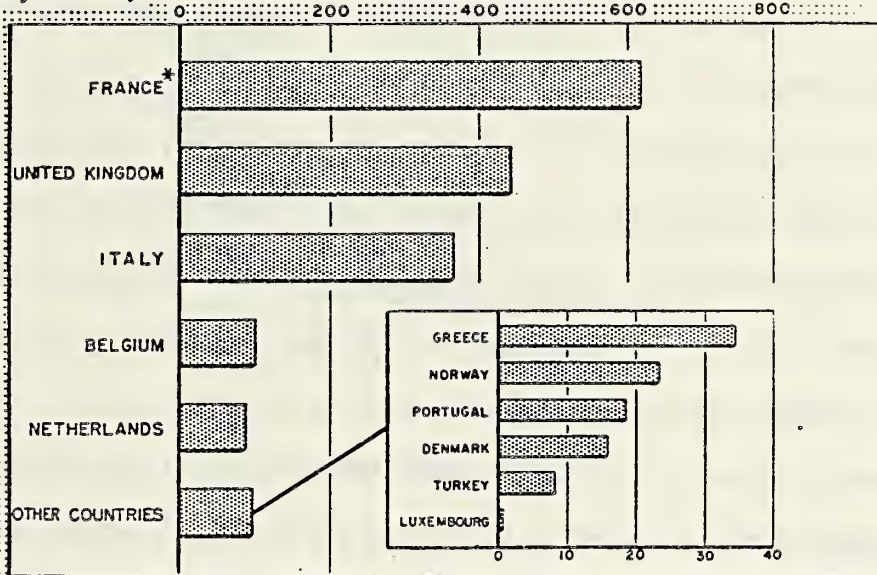 0 200 400 600 800
FRANCE*
UNITED KINGDOM
ITALY
BELGIUM
NETHERLANDS
OTHER COUNTRIES
GREECE
NORWAY
PORTUGAL
DENMARK
TURKEY
LUXEMBOURG
0 10 20 30 40